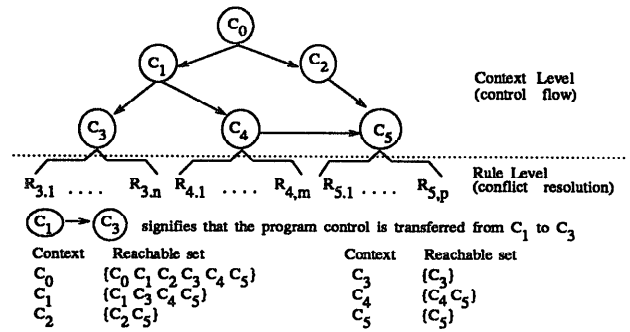 C0
C1 C2
Context Level
(control flow)
C3 C4 C5
R3.1 .... R3.n R4.1 .... R4,m R5.1 .... R5,p
Rule Level
(conflict resolution)
C1 C3 signifies that the program control is transferred from C1 to C3
Context Reachable set Context Reachable set
C0 {C0 C1 C2 C3 C4 C5} C3 {C3}
C1 {C1 C3 C4 C5} C4 {C4 C5}
C2 {C2 C5} C5 {C5}